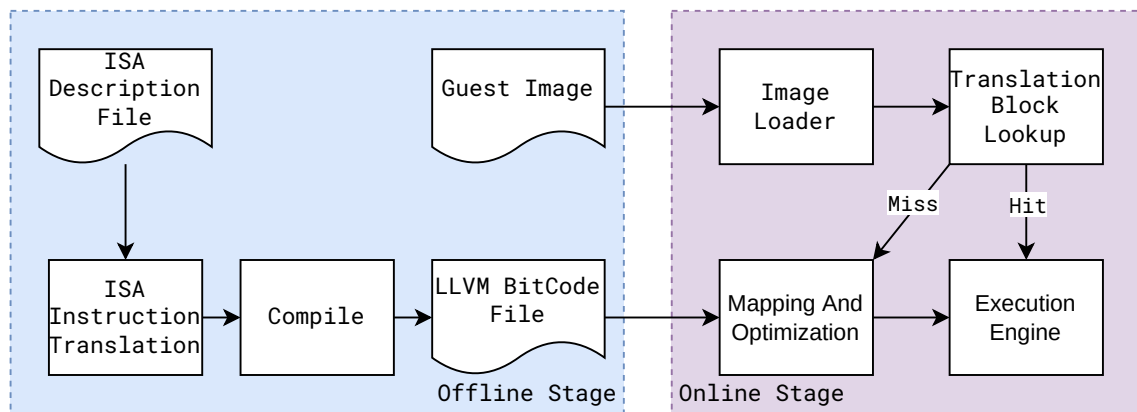 ISA
Description
File
Guest Image
Image
Loader
Translation
Block
Lookup
Miss
Hit
ISA
Instruction
Translation
Compile
LLVM BitCode
File
Mapping And
Optimization
Execution
Engine
Offline Stage
Online Stage